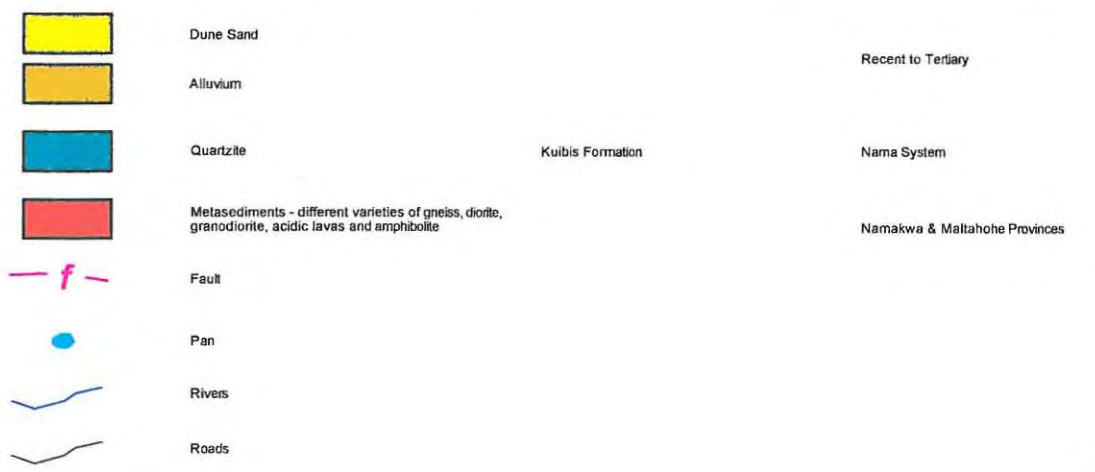 Dune Sand
Recent to Tertiary
Alluvium
Quartzite Kuibis Formation Nama System
Metasediments - different varieties of gneiss, diorite,
granodiorite, acidic lavas and amphibolite
Namakwa & Maltahohe Provinces
f
Fault
Pan
Rivers
Roads